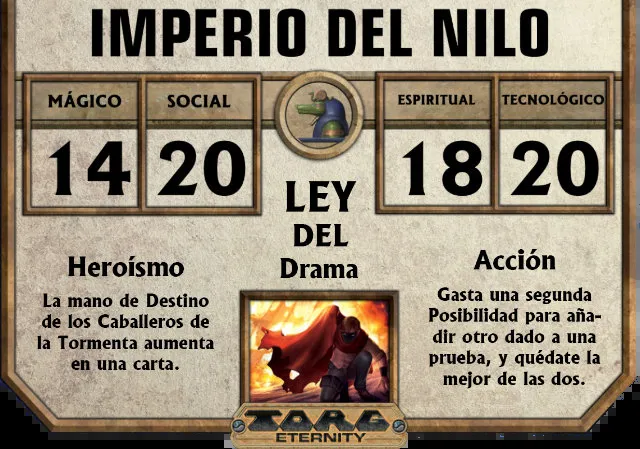 IMPERIO DEL NILO
MÁGICO
SOCIAL
ESPIRITUAL
TECNOLÓGICO
14
20
18
20
LEY
DEL
Drama
Heroísmo
La mano de Destino
de los Caballeros de
la Tormenta aumenta
en una carta.
Acción
Gasta una segunda
Posibilidad para aña-
dir otro dado a una
prueba, y quédate la
mejor de las dos.
TORG
ETERNITY